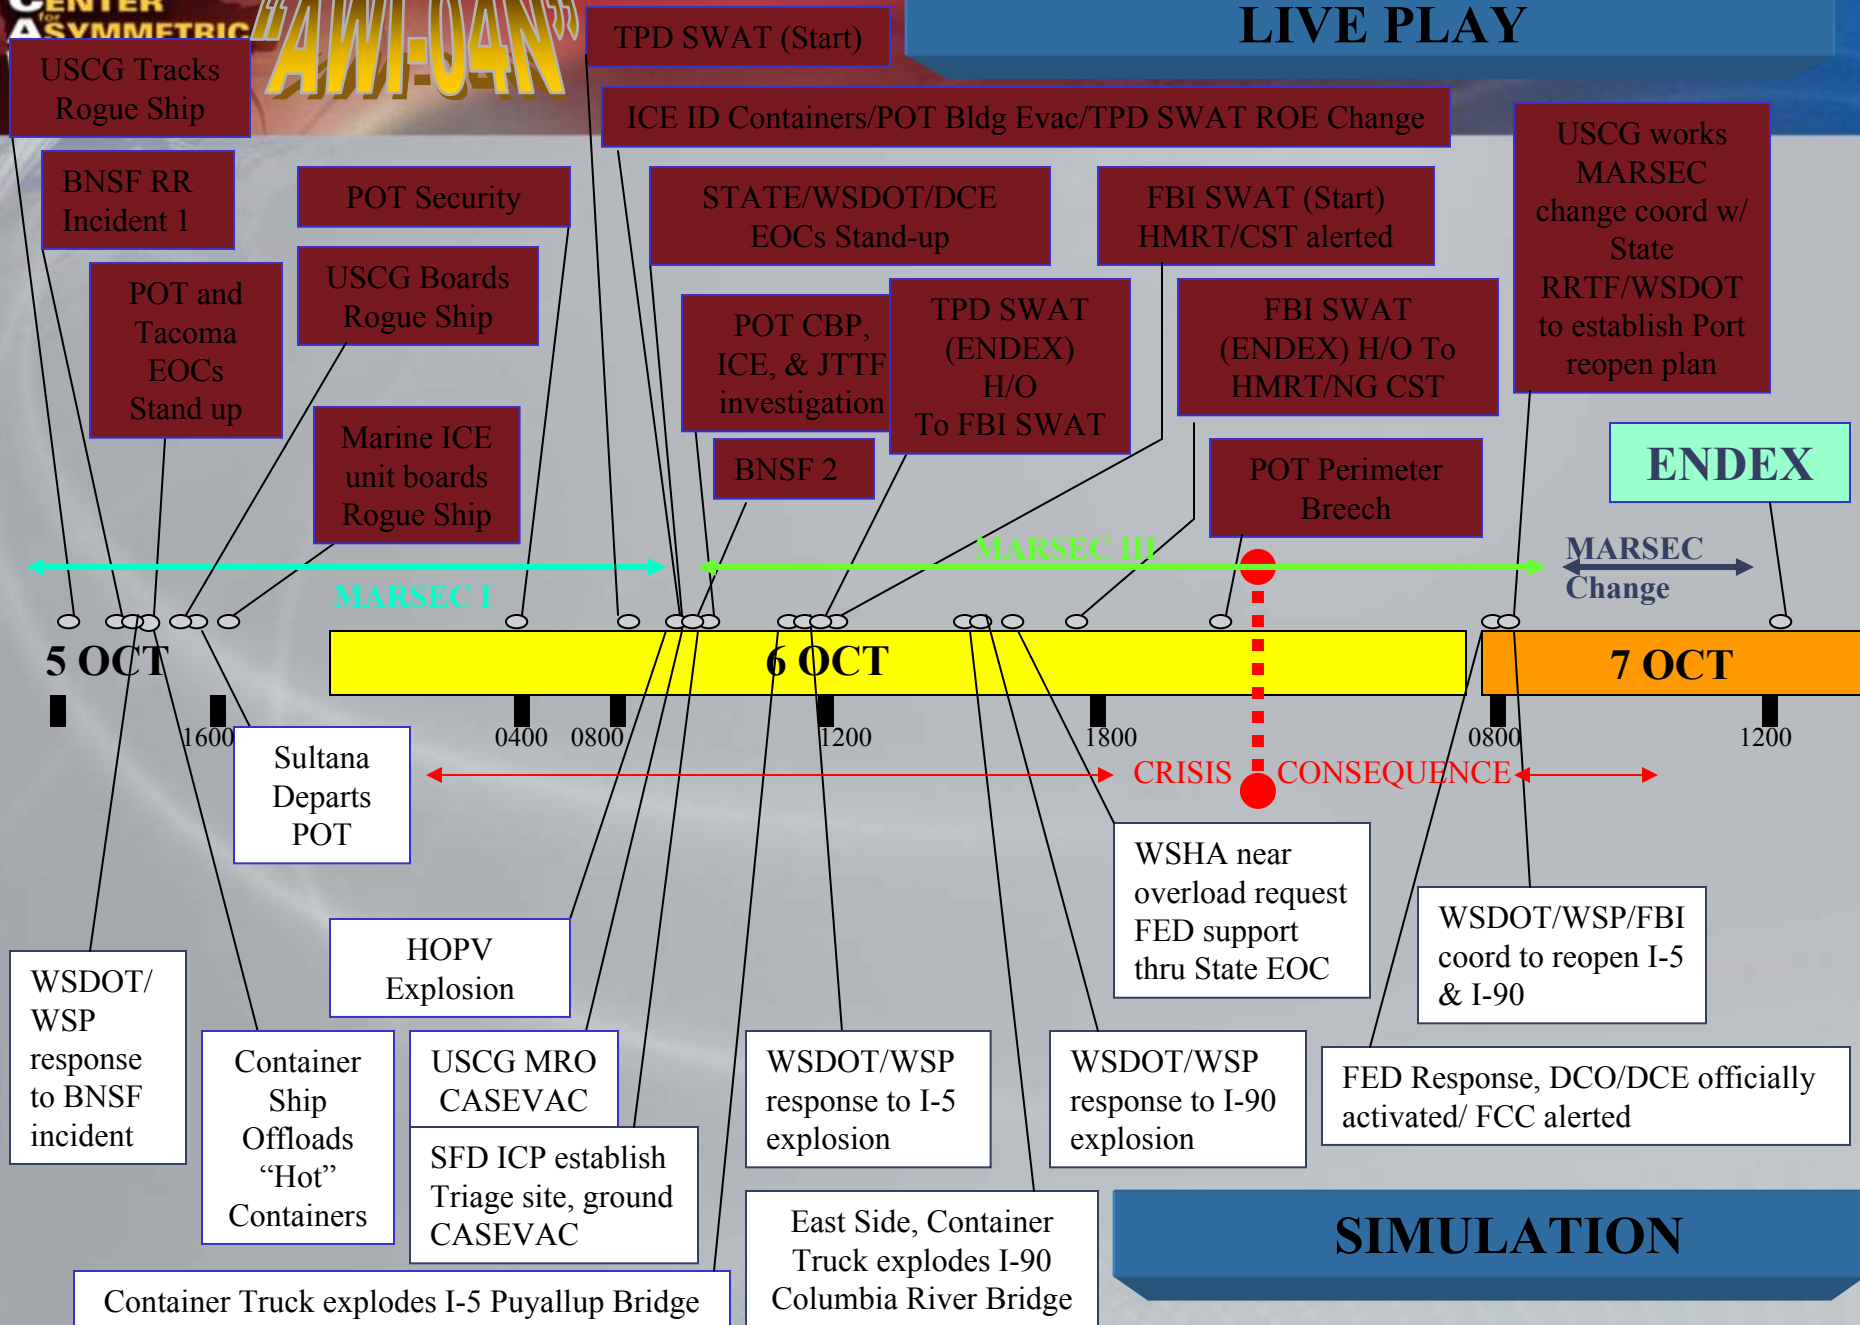 CENTER
for
ASYMMETRIC
"AWI-04N"
LIVE PLAY
TPD SWAT (Start)
USCG Tracks
Rogue Ship
ICE ID Containers/POT Bldg Evac/TPD SWAT ROE Change
BNSF RR
Incident 1
POT Security
STATE/WSDOT/DCE
EOCs Stand-up
FBI SWAT (Start)
HMRT/CST alerted
USCG works
MARSEC
change coord w/
State
RRTF/WSDOT
to establish Port
reopen plan
POT and
Tacoma
EOCs
Stand up
USCG Boards
Rogue Ship
POT CBP,
ICE, & JTTF
investigation
TPD SWAT
(ENDEX)
H/O
To FBI SWAT
FBI SWAT
(ENDEX) H/O To
HMRT/NG CST
Marine ICE
unit boards
Rogue Ship
BNSF 2
POT Perimeter
Breech
ENDEX
MARSEC I
MARSEC III
MARSEC
Change
5 OCT
6 OCT
7 OCT
1600
0400
0800
1200
1800
0800
1200
CRISIS
CONSEQUENCE
Sultana
Departs
POT
WSHA near
overload request
FED support
thru State EOC
WSDOT/WSP/FBI
coord to reopen I-5
& I-90
HOPV
Explosion
WSDOT/
WSP
response
to BNSF
incident
Container
Ship
Offloads
“Hot”
Containers
USCG MRO
CASEVAC
SFD ICP establish
Triage site, ground
CASEVAC
WSDOT/WSP
response to I-5
explosion
WSDOT/WSP
response to I-90
explosion
FED Response, DCO/DCE officially
activated/ FCC alerted
East Side, Container
Truck explodes I-90
Columbia River Bridge
Container Truck explodes I-5 Puyallup Bridge
SIMULATION